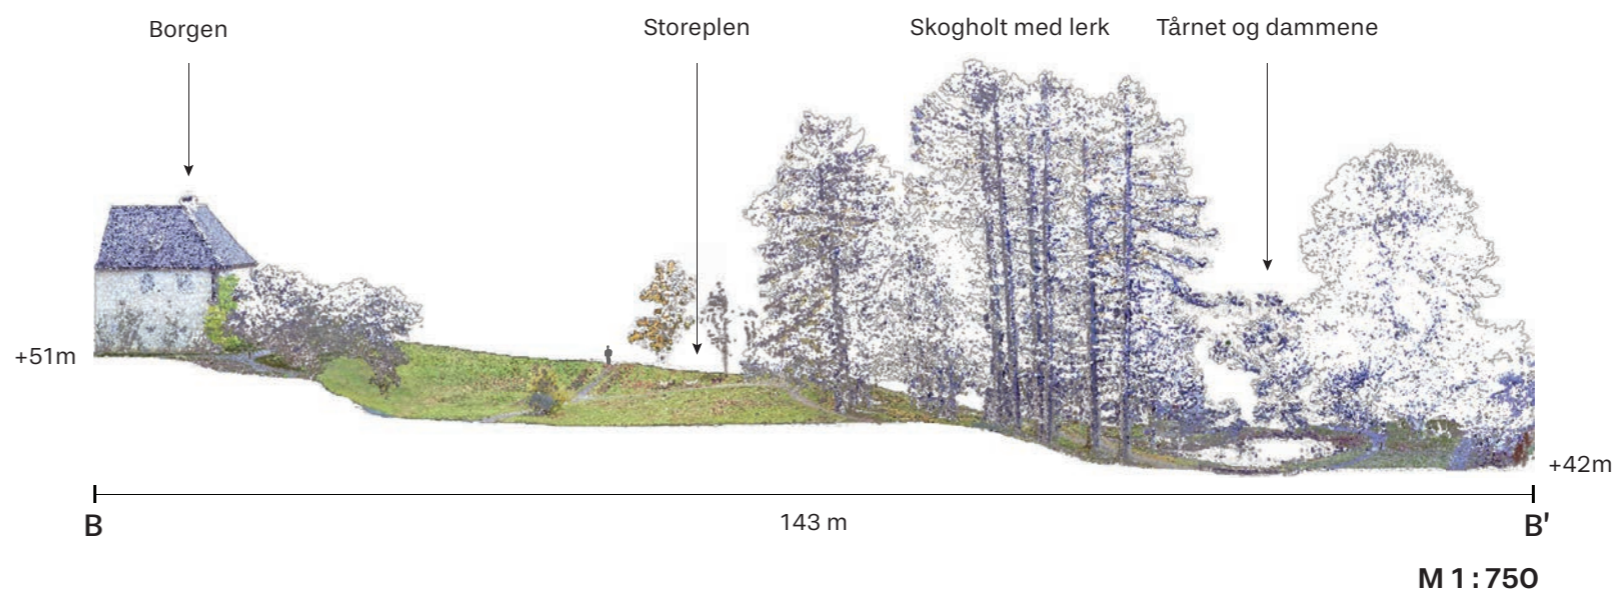 Borgen
Storeplen
Skogholt med lerk
Tårnet og dammene
+51m
+42m
B
143 m
B'
M 1 : 750